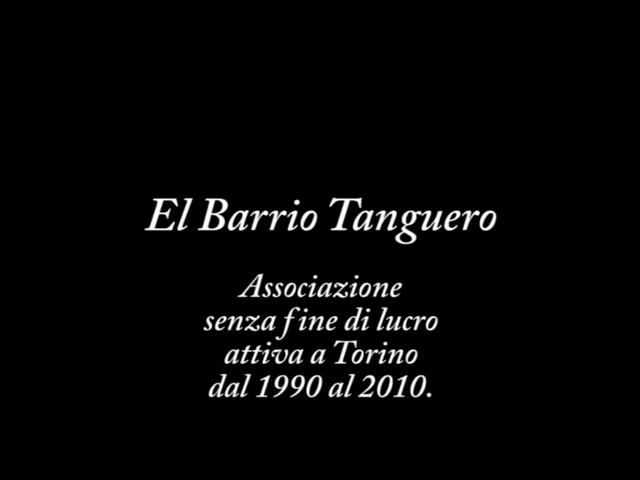 El Barrio Tanguero
Associazione
senza fine di lucro
attiva a Torino
dal 1990 al 2010.